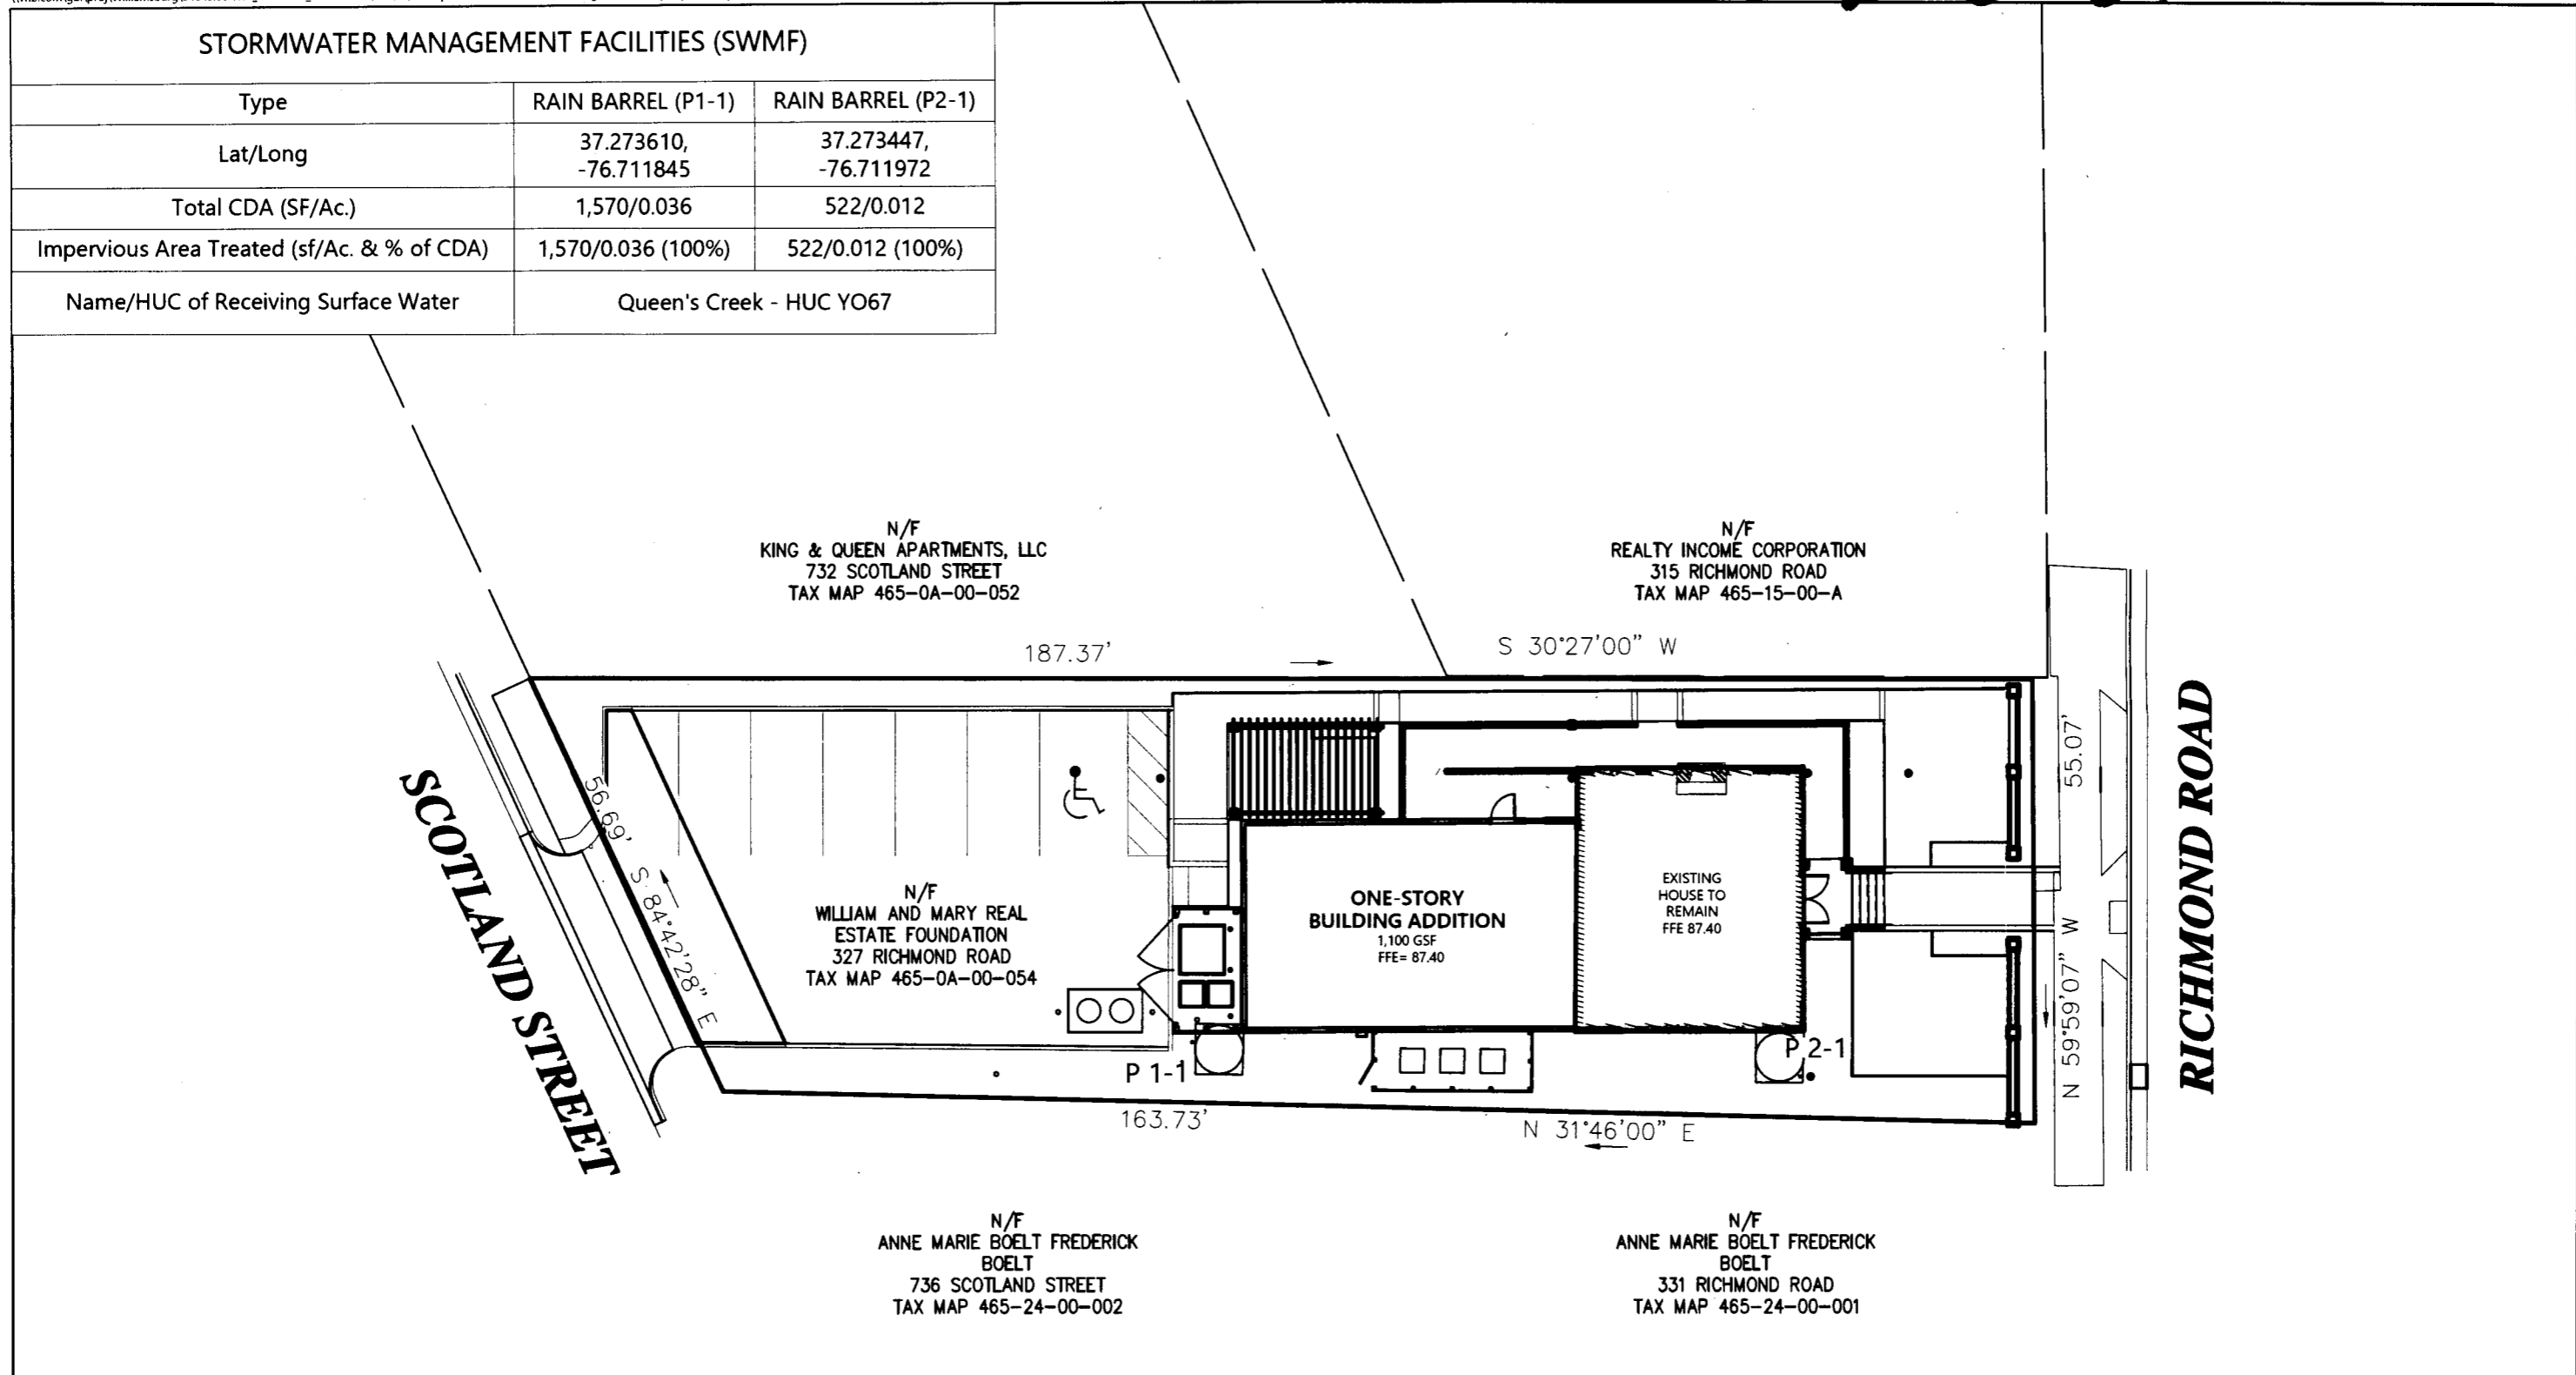 STORMWATER MANAGEMENT FACILITIES (SWMF)
Type RAIN BARREL (P1-1) RAIN BARREL (P2-1)
Lat/Long 37.273610, -76.711845 37.273447, -76.711972
Total CDA (SF/Ac.) 1,570/0.036 522/0.012
Impervious Area Treated (sf/Ac. & % of CDA) 1,570/0.036 (100%) 522/0.012 (100%)
Name/HUC of Receiving Surface Water Queen's Creek - HUC YO67
N/F
KING & QUEEN APARTMENTS, LLC
732 SCOTLAND STREET
TAX MAP 465-0A-00-052
N/F
REALTY INCOME CORPORATION
315 RICHMOND ROAD
TAX MAP 465-15-00-A
187.37'
S 30°27'00" W
SCOTLAND STREET
56.69'
S 84°42'28" E
N/F
WILLIAM AND MARY REAL
ESTATE FOUNDATION
327 RICHMOND ROAD
TAX MAP 465-0A-00-054
ONE-STORY
BUILDING ADDITION
1,100 GSF
FFE= 87.40
EXISTING
HOUSE TO
REMAIN
FFE 87.40
55.07'
N 59°59'07" W
RICHMOND ROAD
P 1-1
P 2-1
163.73'
N 31°46'00" E
N/F
ANNE MARIE BOELT FREDERICK
BOELT
736 SCOTLAND STREET
TAX MAP 465-24-00-002
N/F
ANNE MARIE BOELT FREDERICK
BOELT
331 RICHMOND ROAD
TAX MAP 465-24-00-001